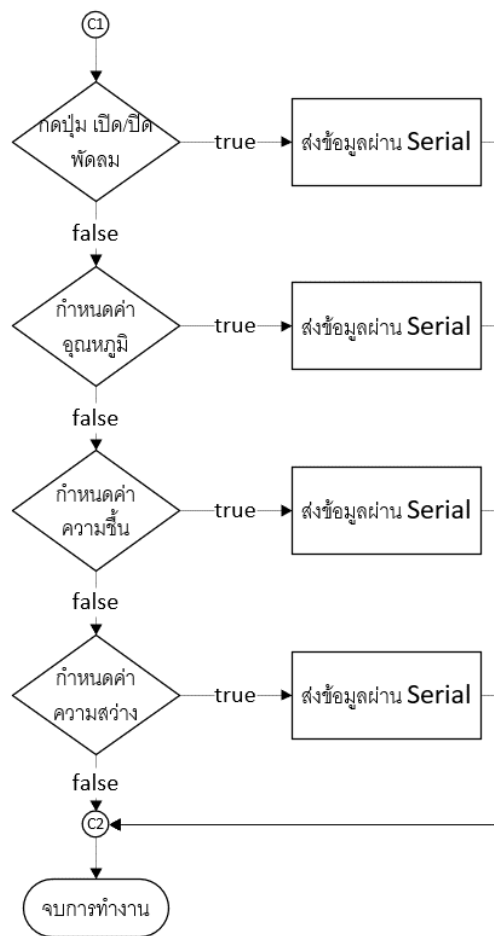 C1
กดปุ่ม เปิด/ปิด
พัดลม
true
ส่งข้อมูลผ่าน Serial
false
กำหนดค่า
อุณหภูมิ
true
ส่งข้อมูลผ่าน Serial
false
กำหนดค่า
ความชื้น
true
ส่งข้อมูลผ่าน Serial
false
กำหนดค่า
ความสว่าง
true
ส่งข้อมูลผ่าน Serial
false
C2
จบการทำงาน